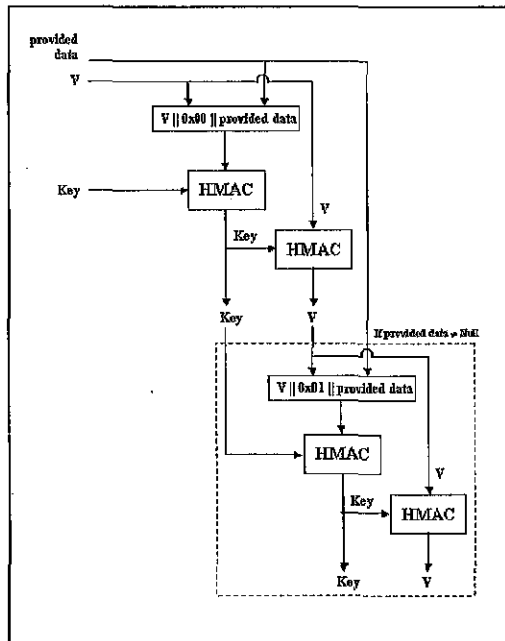 provided
data
V
V || 0x00 || provided data
Key
HMAC
V
Key
HMAC
Key
V
If provided data ≠ Null
V || 0x01 || provided data
HMAC
V
Key
HMAC
Key
V